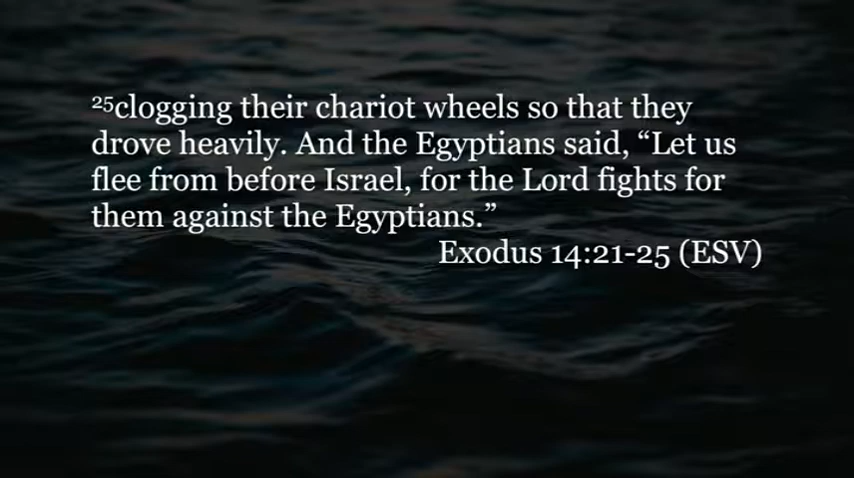 25clogging their chariot wheels so that they
drove heavily. And the Egyptians said, “Let us
flee from before Israel, for the Lord fights for
them against the Egyptians.”
Exodus 14:21-25 (ESV)